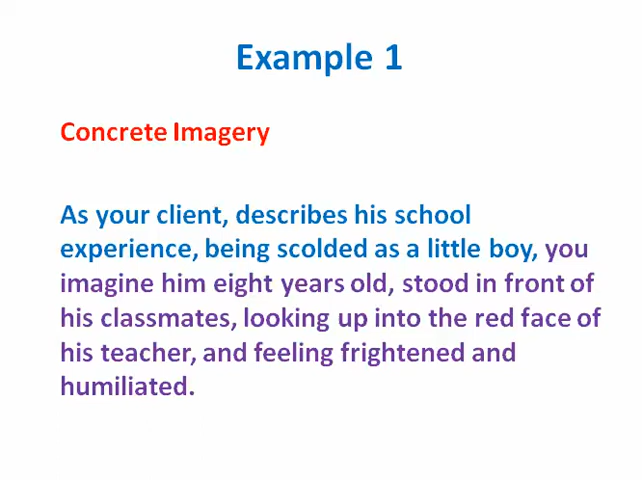 Example 1
Concrete Imagery
As your client, describes his school
experience, being scolded as a little boy, you
imagine him eight years old, stood in front of
his classmates, looking up into the red face of
his teacher, and feeling frightened and
humiliated.